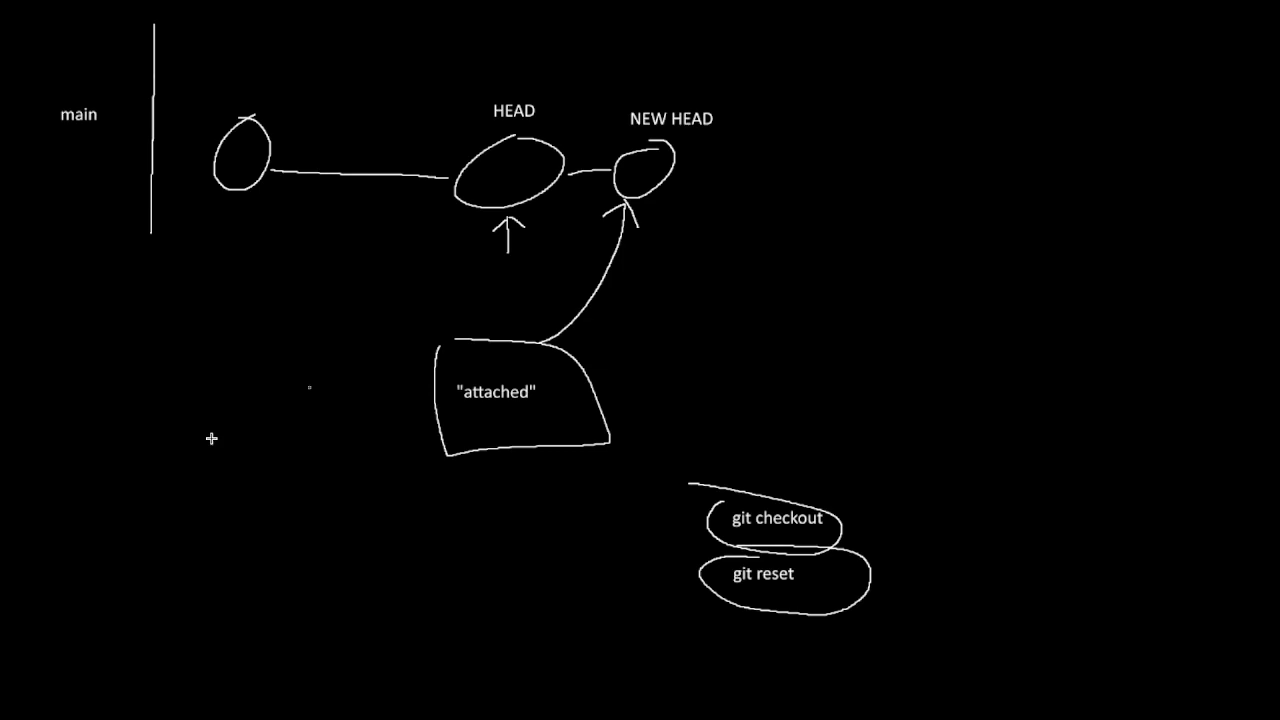 main
HEAD
NEW HEAD
"attached"
git checkout
git reset